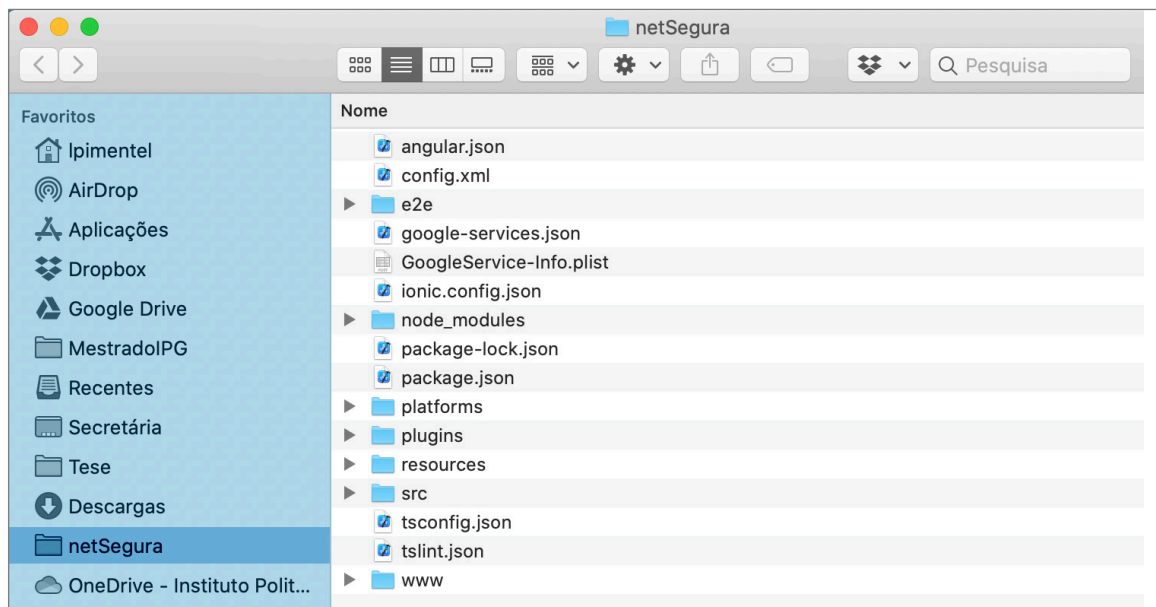 netSegura
Pesquisa
Favoritos
lpimentel
AirDrop
Aplicações
Dropbox
Google Drive
MestradoIPG
Recentes
Secretária
Tese
Descargas
netSegura
OneDrive - Instituto Polit...
Nome
angular.json
config.xml
e2e
google-services.json
GoogleService-Info.plist
ionic.config.json
node_modules
package-lock.json
package.json
platforms
plugins
resources
src
tsconfig.json
tslint.json
www